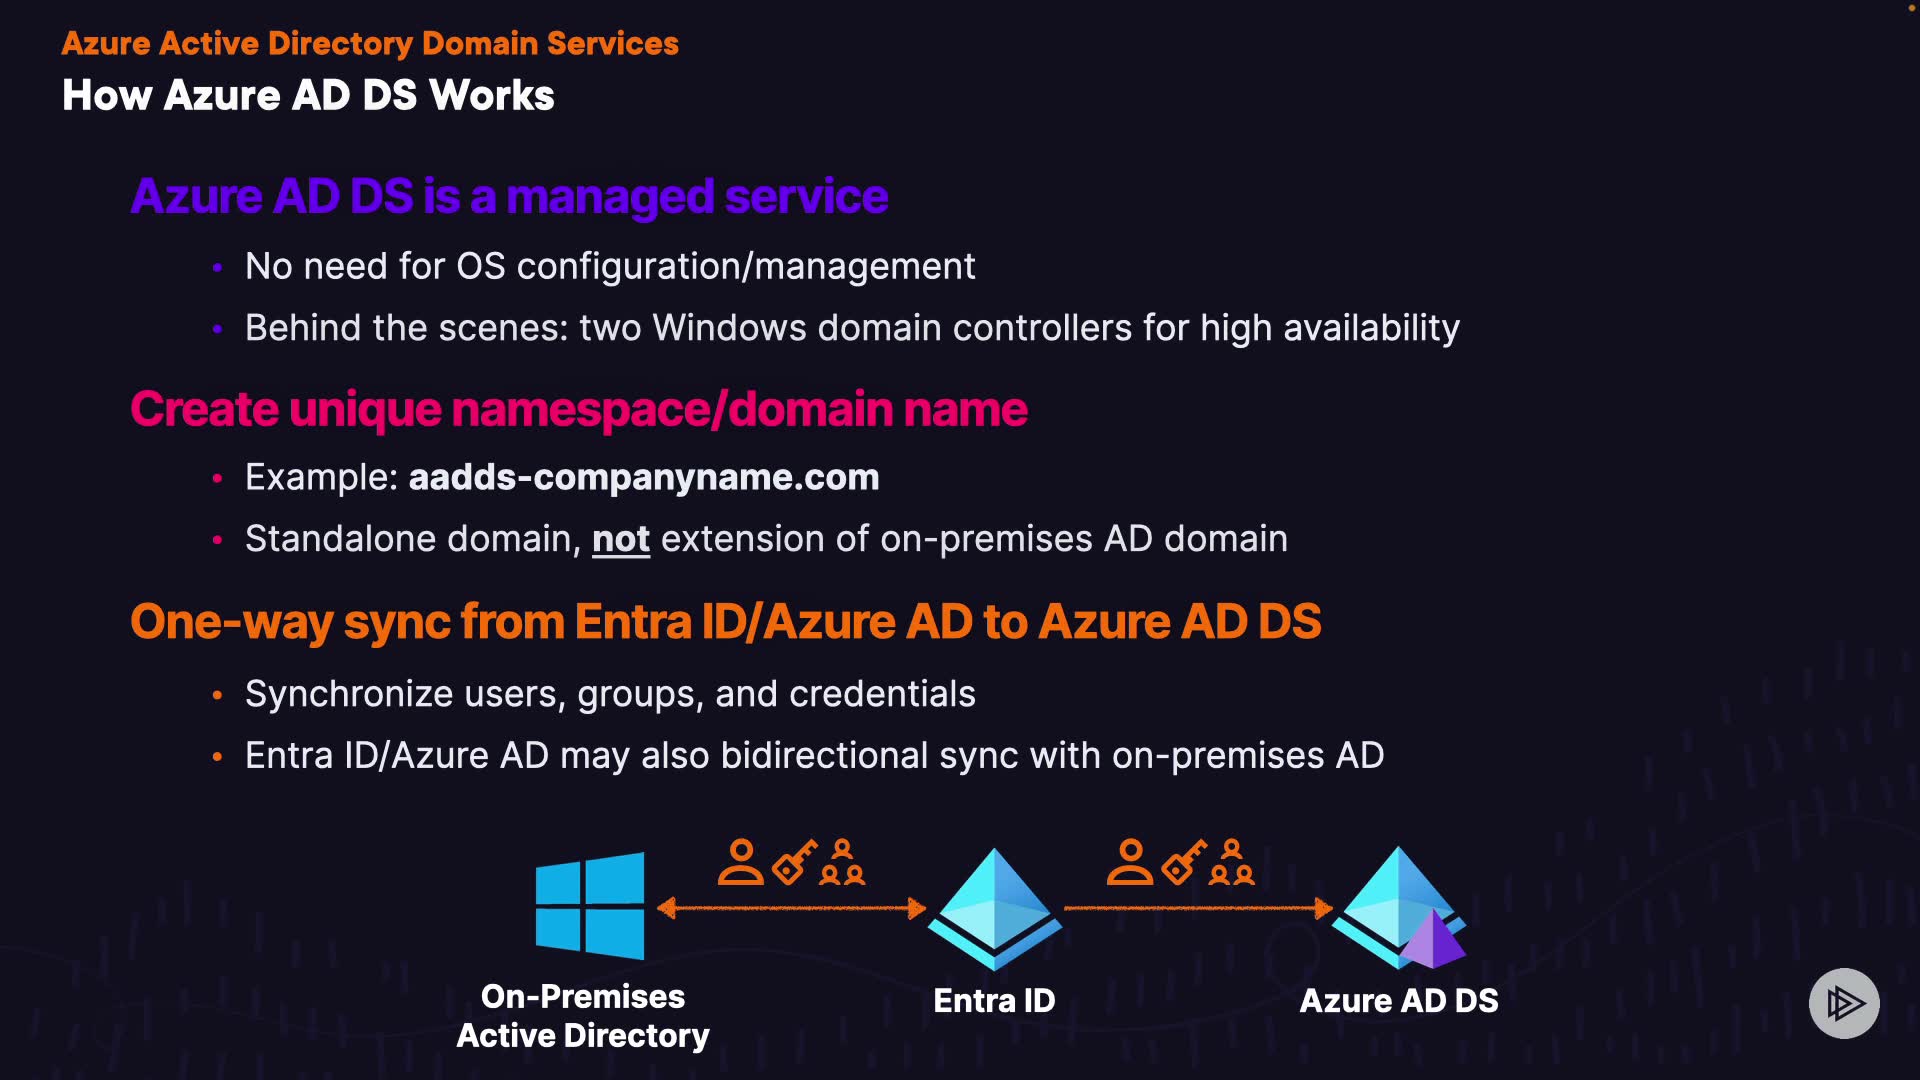 Azure Active Directory Domain Services
How Azure AD DS Works
Azure AD DS is a managed service
• No need for OS configuration/management
• Behind the scenes: two Windows domain controllers for high availability
Create unique namespace/domain name
• Example: aadds-companyname.com
• Standalone domain, not extension of on-premises AD domain
One-way sync from Entra ID/Azure AD to Azure AD DS
• Synchronize users, groups, and credentials
• Entra ID/Azure AD may also bidirectional sync with on-premises AD
On-Premises
Active Directory
Entra ID
Azure AD DS